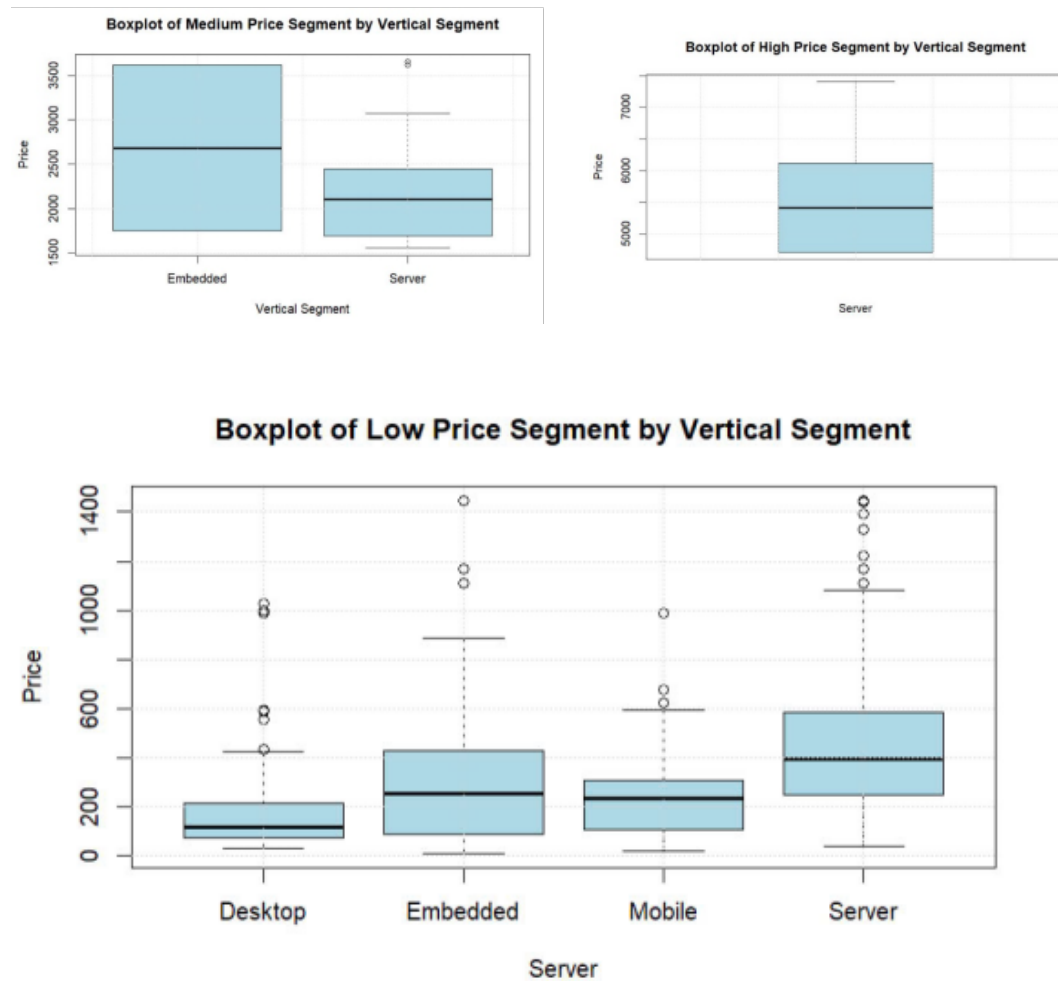 Boxplot of Medium Price Segment by Vertical Segment
Price
3500
3000
2500
2000
1500
Embedded
Server
Vertical Segment
Boxplot of High Price Segment by Vertical Segment
Price
7000
6000
5000
Server
Boxplot of Low Price Segment by Vertical Segment
Price
1400
1000
600
200
0
Desktop
Embedded
Mobile
Server
Server